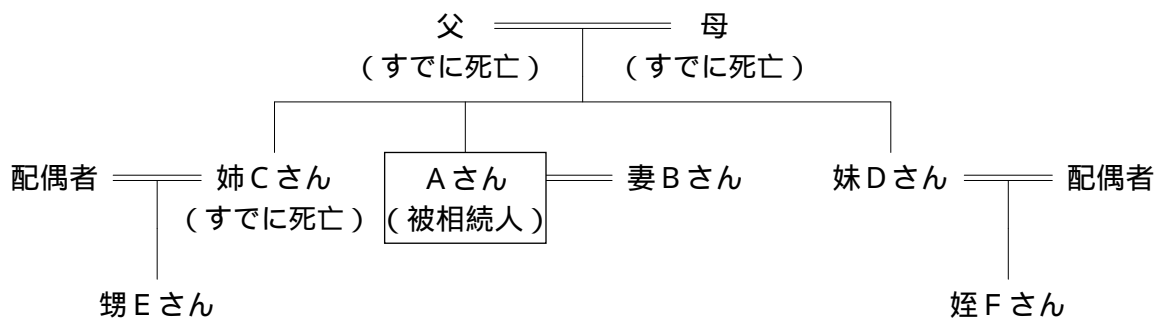 父 母
(すでに死亡) (すでに死亡)
配偶者 姉Cさん Aさん 妻Bさん 妹Dさん 配偶者
(すでに死亡) (被相続人)
甥Eさん 姪Fさん